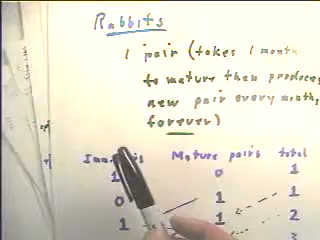 Rabbits
1 pair (takes 1 month
to mature then produces
new pair every month,
forever)
Mature pairs total
1 0 1
0 1 1
1 1 2